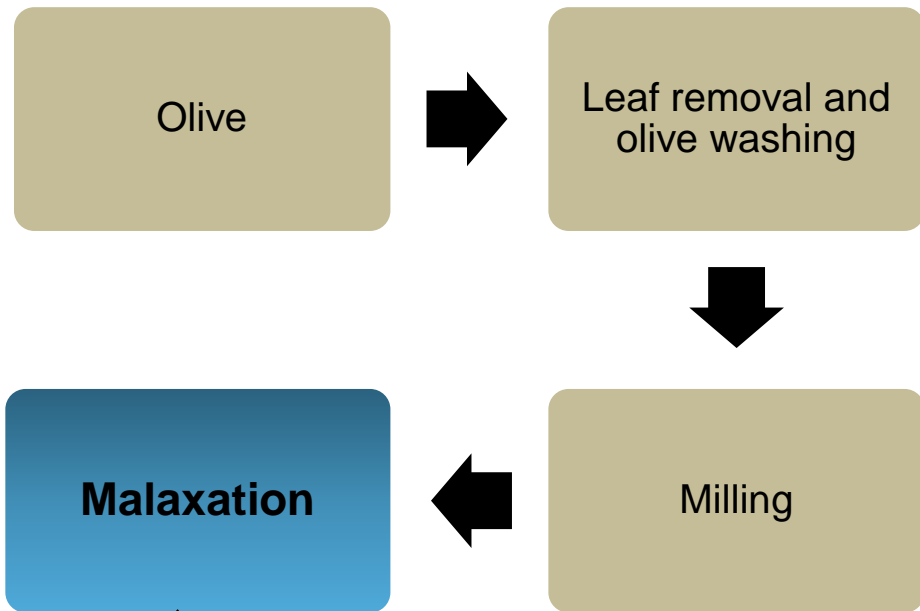 Olive
Leaf removal and
olive washing
Malaxation
Milling